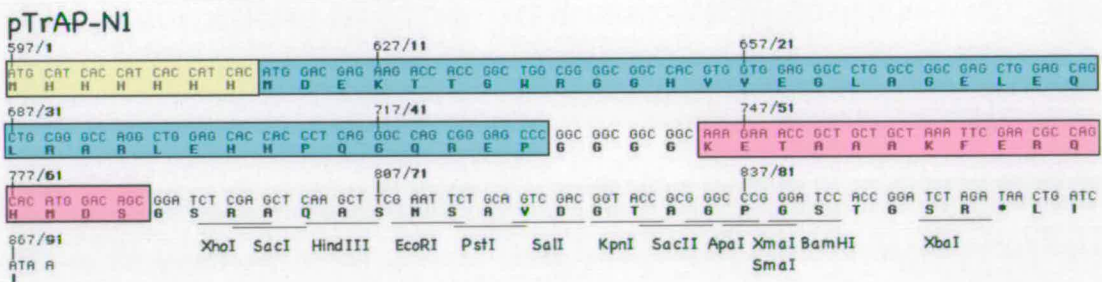 pTrAP-N1
597/1 627/11 657/21
ATG CAT CAC CAT CAC CAT CAC ATG GAC GAG AAG ACC ACC GGC TGG CGG GGC GGC CAC GTG GTG GAG GGC CTG GCC GGC GAG CTG GAG CAG
M H H H H H H M D E K T T G W R G G H V V E G L A G E L E Q
687/31 717/41 747/51
CTG CGG GCC AGG CTG GAG CAC CAC CCT CAG GGC CAG CGG GAG CCC GGC GGC GGC GGC AAA GAA ACC GCT GCT GCT AAA TTC GAA CGC CAG
L R A R L E H H P Q G Q R E P G G G G K E T A A A K F E R Q
777/61 807/71 837/81
CAC ATG GAC AGC GGA TCT CGA GCT CAA GCT TCG AAT TCT GCA GTC GAC GGT ACC GCG GGC CCG GGA TCC ACC GGA TCT AGA TAA CTG ATC
H M D S G S R A Q A S N S A V D G T A G P G S T G S R * L I
XhoI SacI HindIII EcoRI PstI SalI KpnI SacII ApaI XmaI BamHI XbaI
SmaI
867/91
ATA A
I